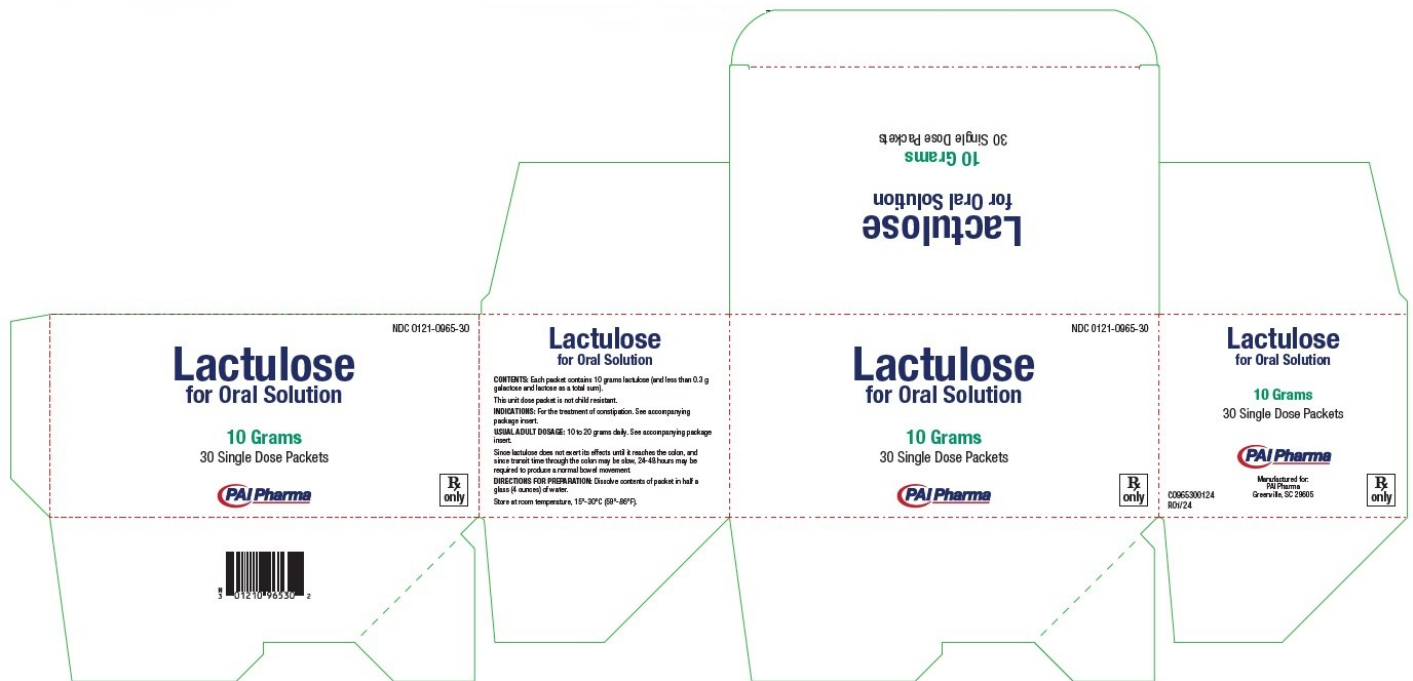 30 Single Dose Packets
10 Grams
for Oral Solution
Lactulose
NDC 0121-0965-30
Lactulose
for Oral Solution
10 Grams
30 Single Dose Packets
PAI Pharma
Rx
only
N
3 01210 96530 2
Lactulose
for Oral Solution
CONTENTS: Each packet contains 10 grams lactulose (and less than 0.3 g
galactose and lactose as a total sum).
This unit dose packet is not child resistant.
INDICATIONS: For the treatment of constipation. See accompanying
package insert.
USUAL ADULT DOSAGE: 10 to 20 grams daily. See accompanying package
insert.
Since lactulose does not exert its effects until it reaches the colon, and
since transit time through the colon may be slow, 24-48 hours may be
required to produce a normal bowel movement.
DIRECTIONS FOR PREPARATION: Dissolve contents of packet in half a
glass (4 ounces) of water.
Store at room temperature, 15°-30°C (59°-86°F).
NDC 0121-0965-30
Lactulose
for Oral Solution
10 Grams
30 Single Dose Packets
PAI Pharma
Rx
only
Lactulose
for Oral Solution
10 Grams
30 Single Dose Packets
PAI Pharma
Manufactured for:
PAI Pharma
Greerville, SC 29605
C0965300124
R01/24
Rx
only